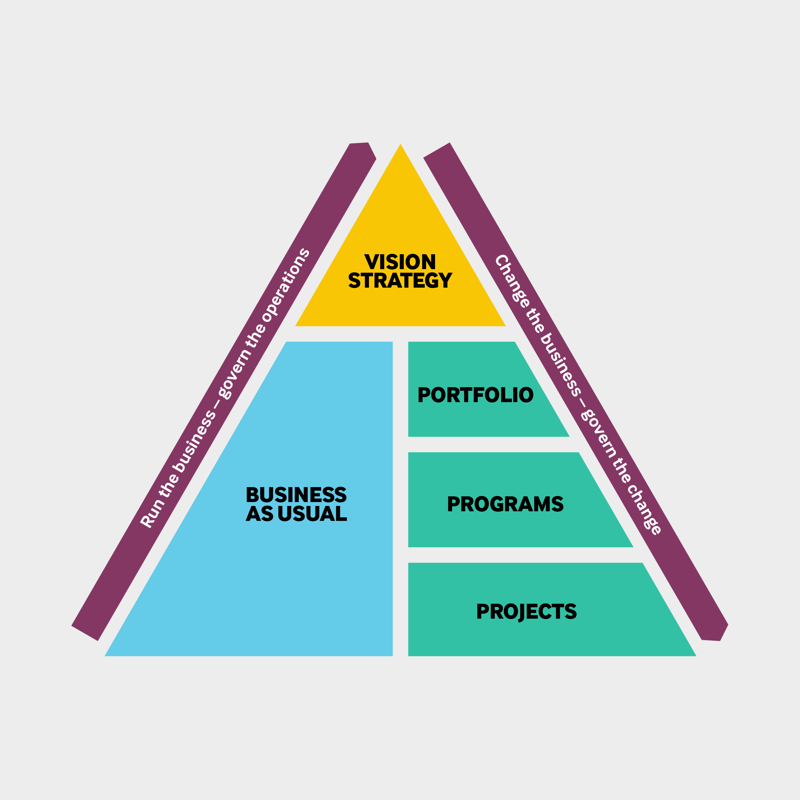 VISION
STRATEGY
Run the business – govern the operations
Change the business – govern the change
PORTFOLIO
BUSINESS
AS USUAL
PROGRAMS
PROJECTS